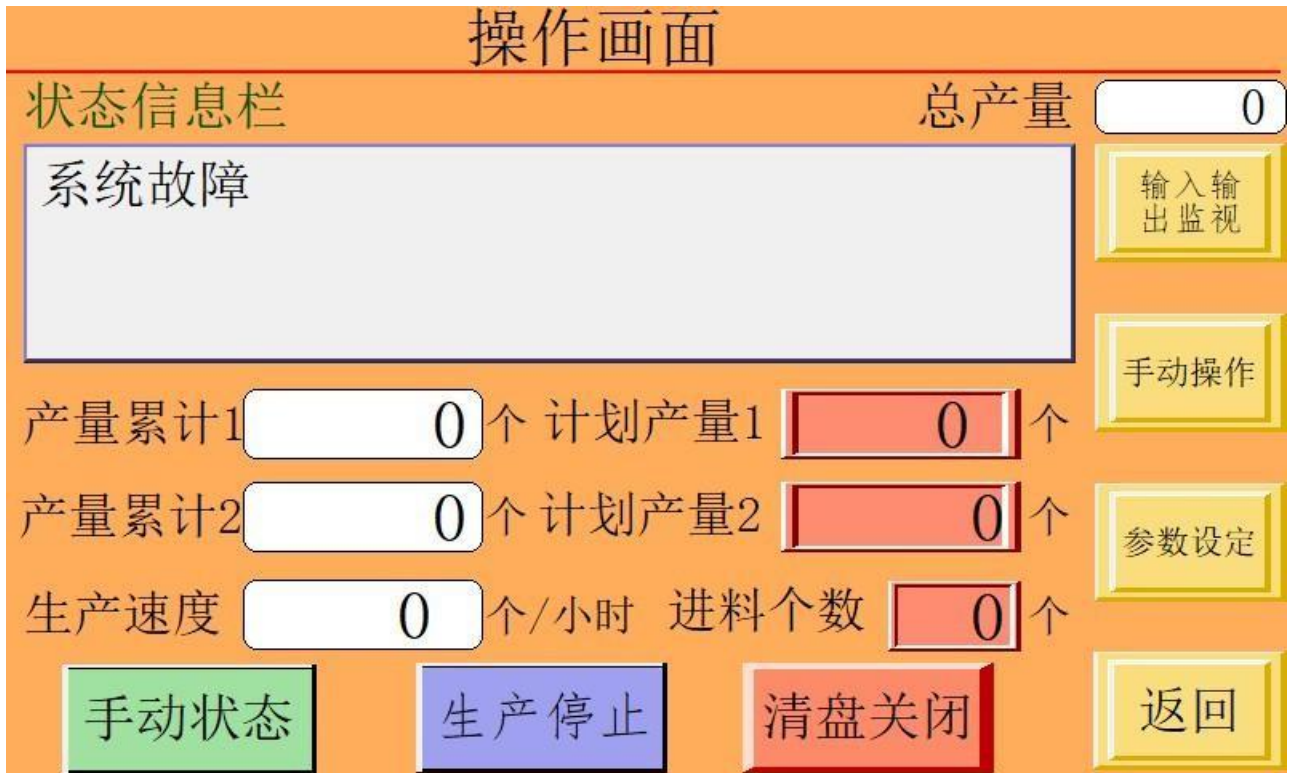 操作画面
状态信息栏
总产量 0
系统故障
输入输
出监视
手动操作
产量累计1 0 个 计划产量1 0 个
产量累计2 0 个 计划产量2 0 个
参数设定
生产速度 0 个/小时 进料个数 0 个
手动状态
生产停止
清盘关闭
返回